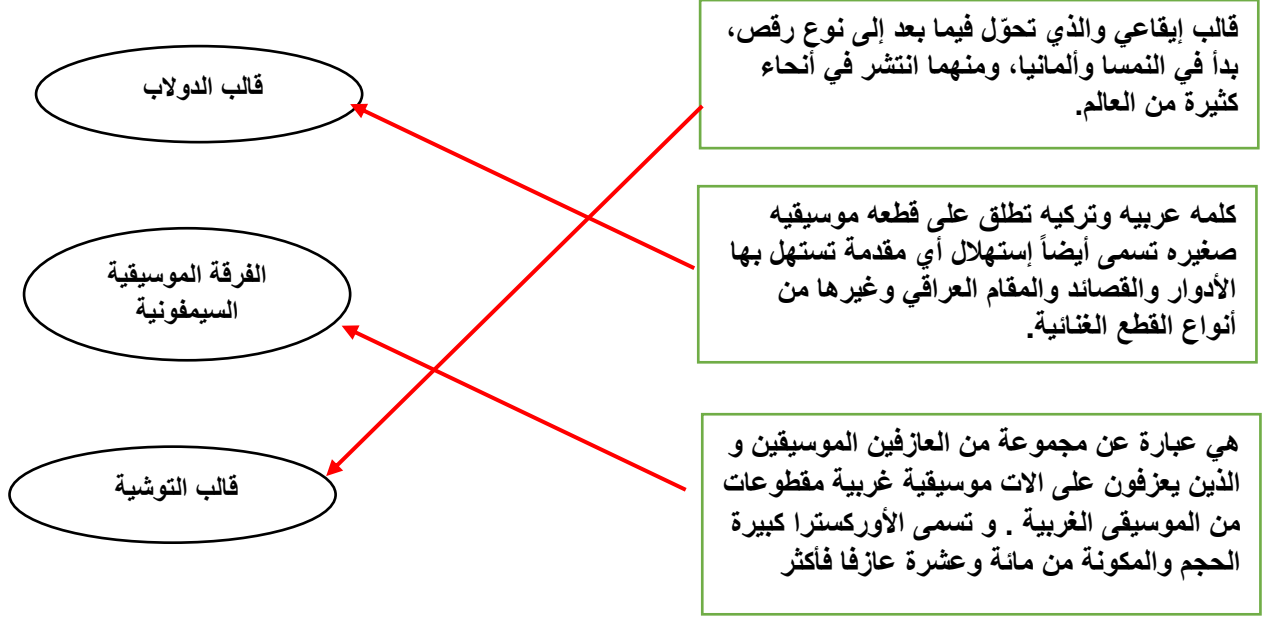 قالب إيقاعي والذي تحوّل فيما بعد إلى نوع رقص،
بدأ في النمسا وألمانيا، ومنهما انتشر في أنحاء
كثيرة من العالم.
قالب الدولاب
كلمه عربيه وتركيه تطلق على قطعه موسيقيه
صغيره تسمى أيضاً إستهلال أي مقدمة تستهل بها
الأدوار والقصائد والمقام العراقي وغيرها من
أنواع القطع الغنائية.
الفرقة الموسيقية
السيمفونية
هي عبارة عن مجموعة من العازفين الموسيقين و
الذين يعزفون على الات موسيقية غربية مقطوعات
من الموسيقى الغربية . و تسمى الأوركسترا كبيرة
الحجم والمكونة من مائة وعشرة عازفا فأكثر
قالب التوشية